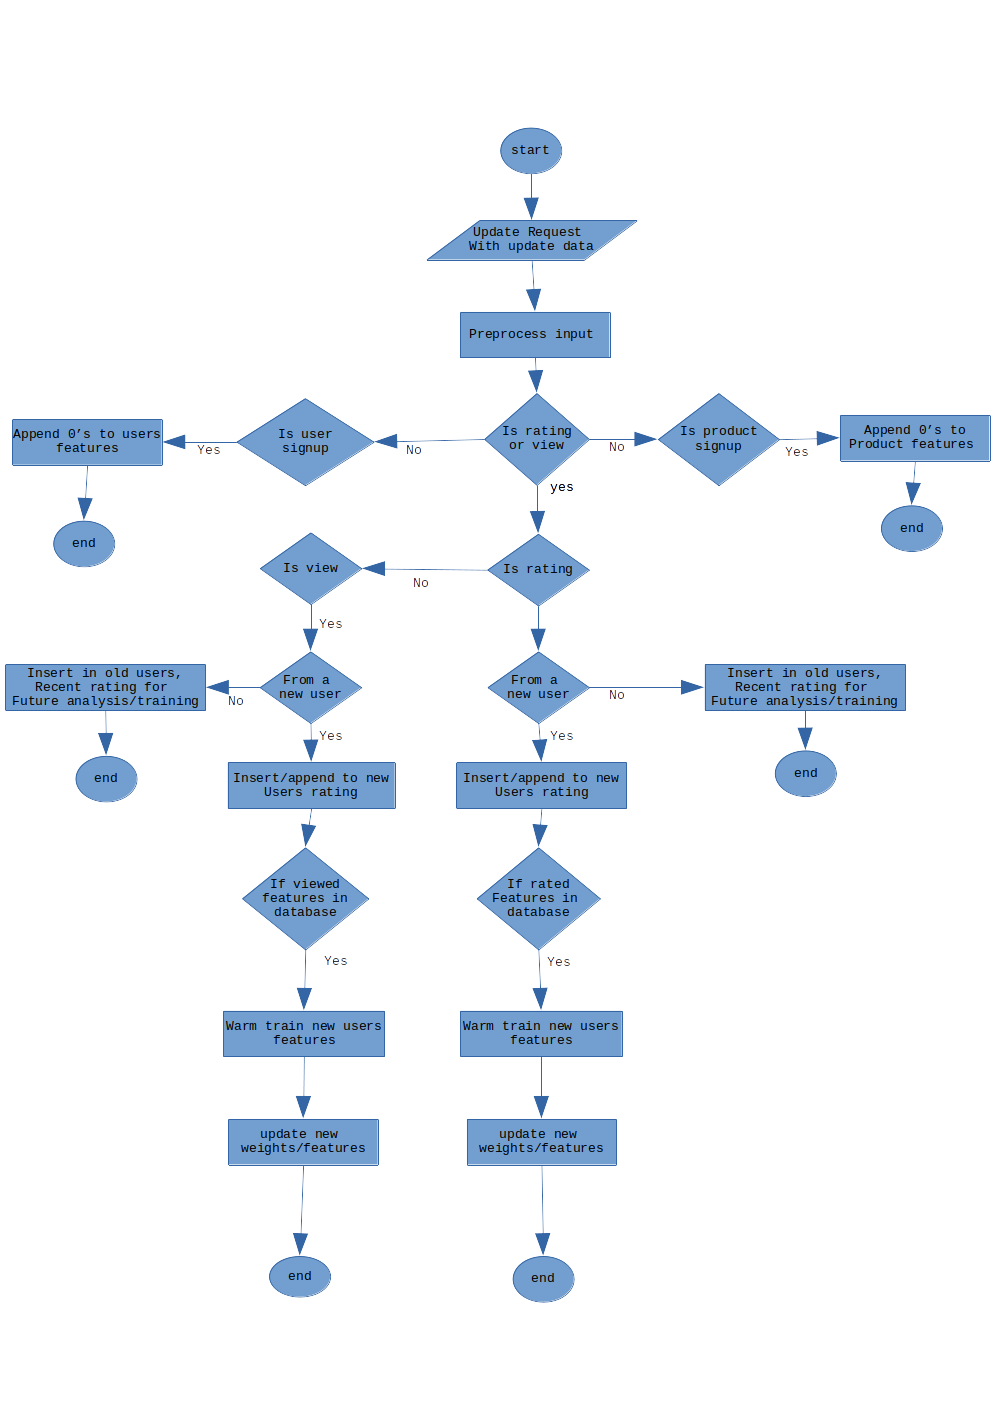 start
Update Request
With update data
Preprocess input
Is rating
or view
Is user
signup
Is product
signup
Append 0’s to users
features
Append 0’s to
Product features
Yes
No
No
Yes
yes
end
end
Is view
Is rating
No
Yes
From a
new user
From a
new user
Insert in old users,
Recent rating for
Future analysis/training
Insert in old users,
Recent rating for
Future analysis/training
No
No
Yes
Yes
end
end
Insert/append to new
Users rating
Insert/append to new
Users rating
If viewed
features in
database
If rated
Features in
database
Yes
Yes
Warm train new users
features
Warm train new users
features
update new
weights/features
update new
weights/features
end
end